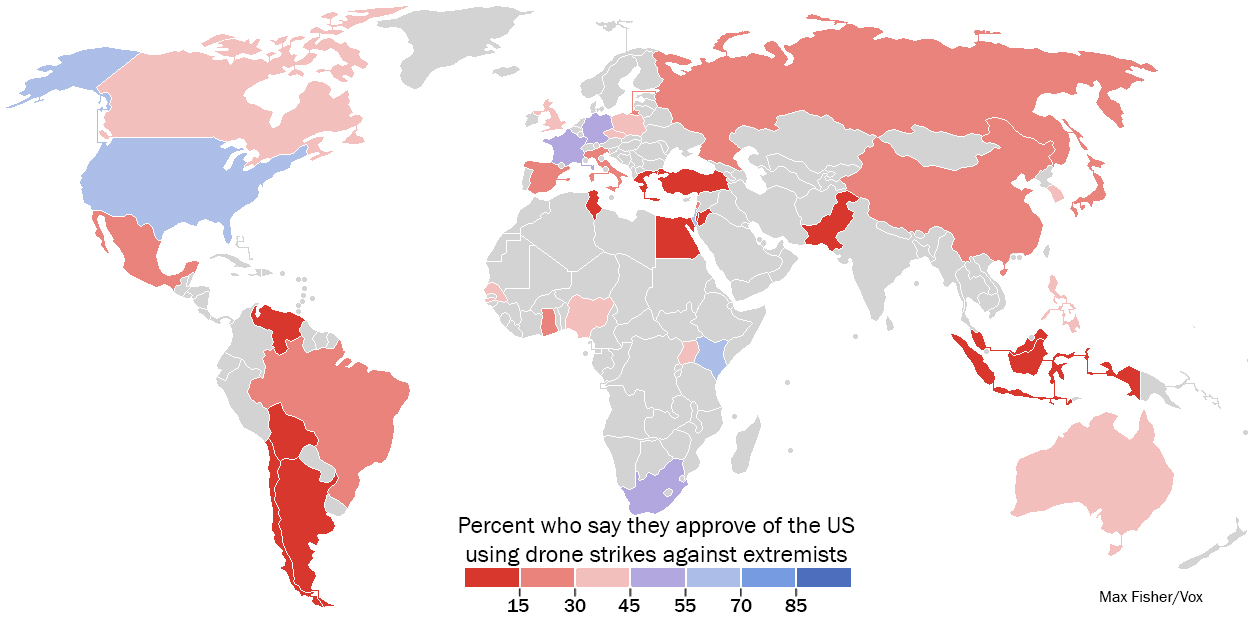 Percent who say they approve of the US
using drone strikes against extremists
15 30 45 55 70 85
Max Fisher/Vox